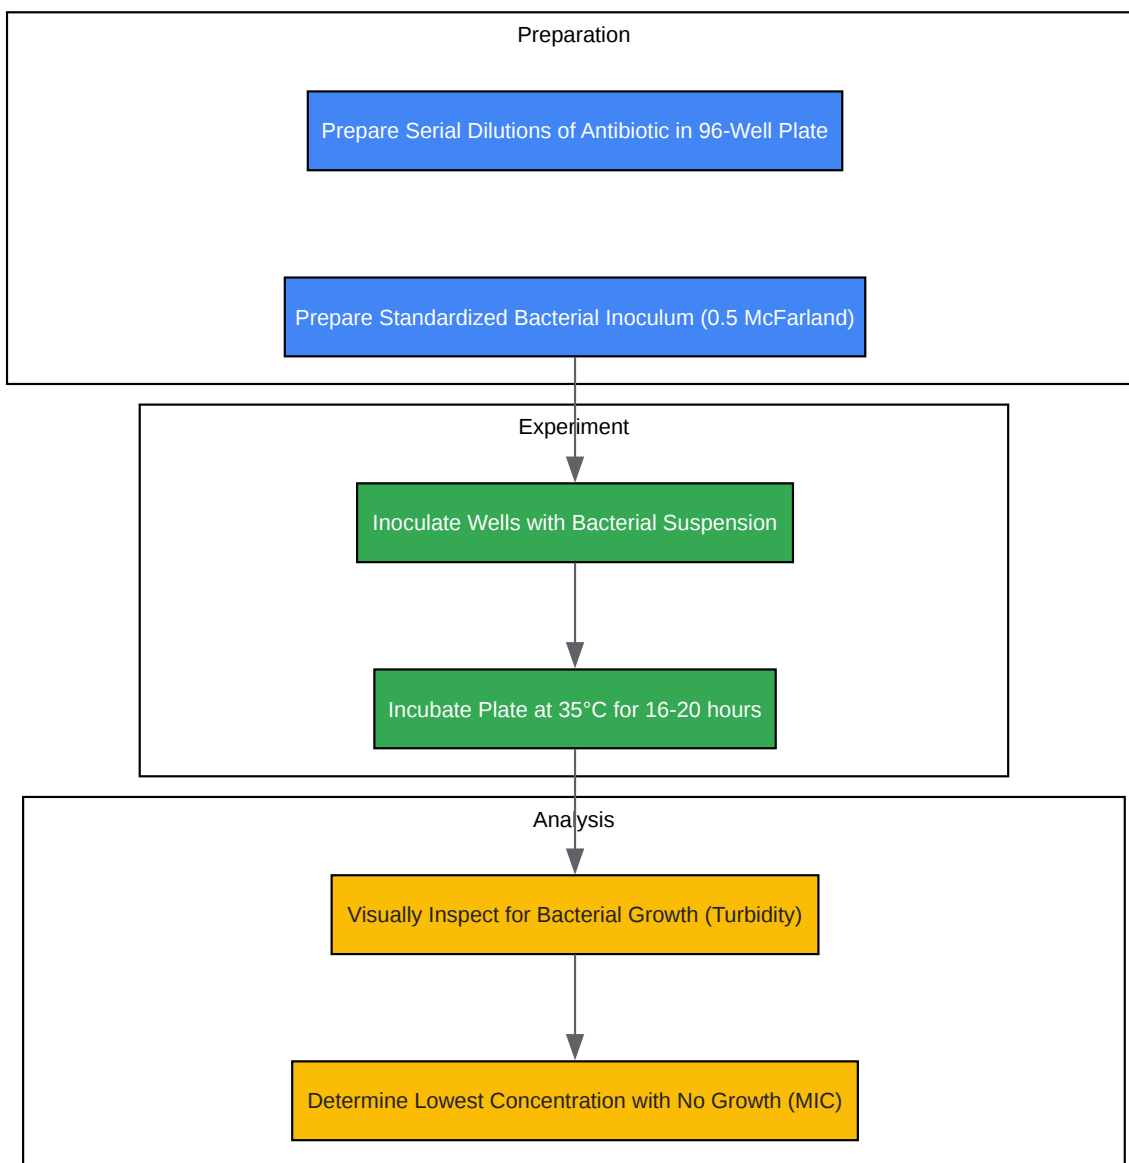 Preparation
Prepare Serial Dilutions of Antibiotic in 96-Well Plate
Prepare Standardized Bacterial Inoculum (0.5 McFarland)
Experiment
Inoculate Wells with Bacterial Suspension
Incubate Plate at 35°C for 16-20 hours
Analysis
Visually Inspect for Bacterial Growth (Turbidity)
Determine Lowest Concentration with No Growth (MIC)